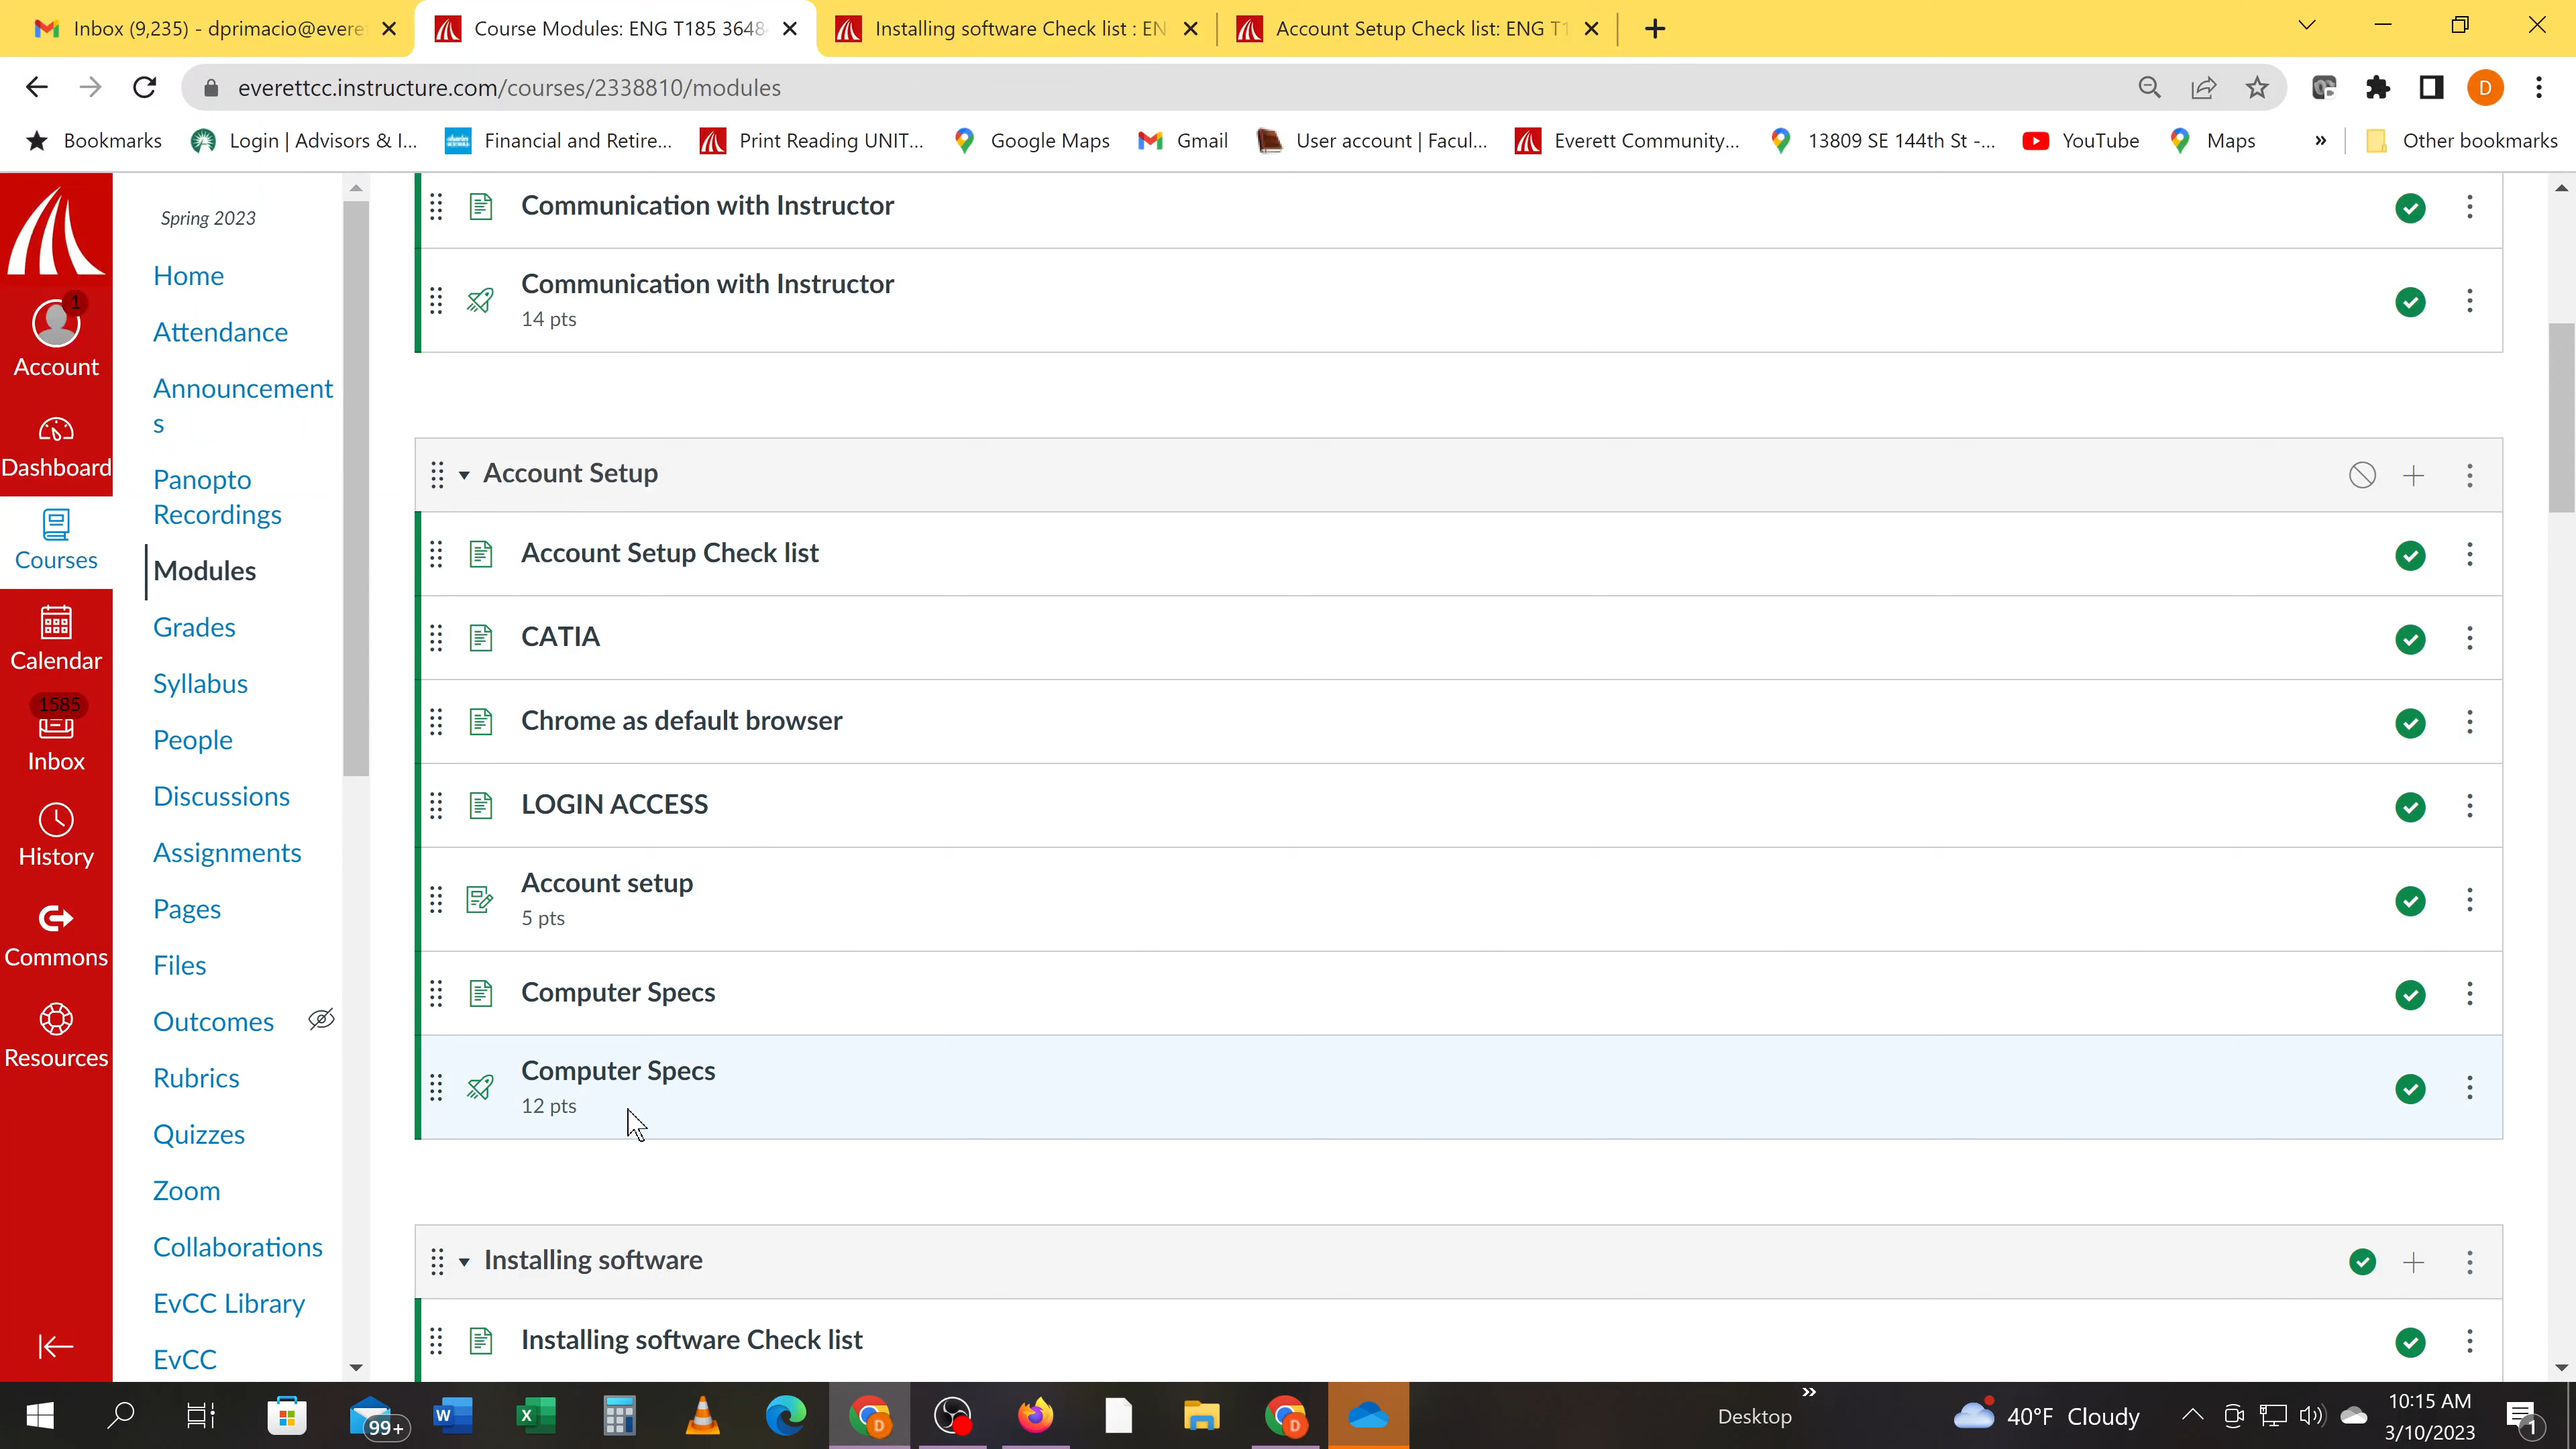 Inbox (9,235) - dprimacio@evere
Course Modules: ENG T185 3648
Installing software Check list : EN
Account Setup Check list: ENG T1
everettcc.instructure.com/courses/2338810/modules
D
Bookmarks
Login | Advisors & I...
Financial and Retire...
Print Reading UNIT...
Google Maps
Gmail
User account | Facul...
Everett Community...
13809 SE 144th St -...
YouTube
Maps
»
Other bookmarks
1
Account
Dashboard
Courses
Calendar
1585
Inbox
History
Commons
Resources
Spring 2023
Home
Attendance
Announcement
s
Panopto
Recordings
Modules
Grades
Syllabus
People
Discussions
Assignments
Pages
Files
Outcomes
Rubrics
Quizzes
Zoom
Collaborations
EvCC Library
EvCC
Communication with Instructor
Communication with Instructor
14 pts
Account Setup
Account Setup Check list
CATIA
Chrome as default browser
LOGIN ACCESS
Account setup
5 pts
Computer Specs
Computer Specs
12 pts
Installing software
Installing software Check list
99+
Desktop
»
40°F Cloudy
10:15 AM
3/10/2023
1